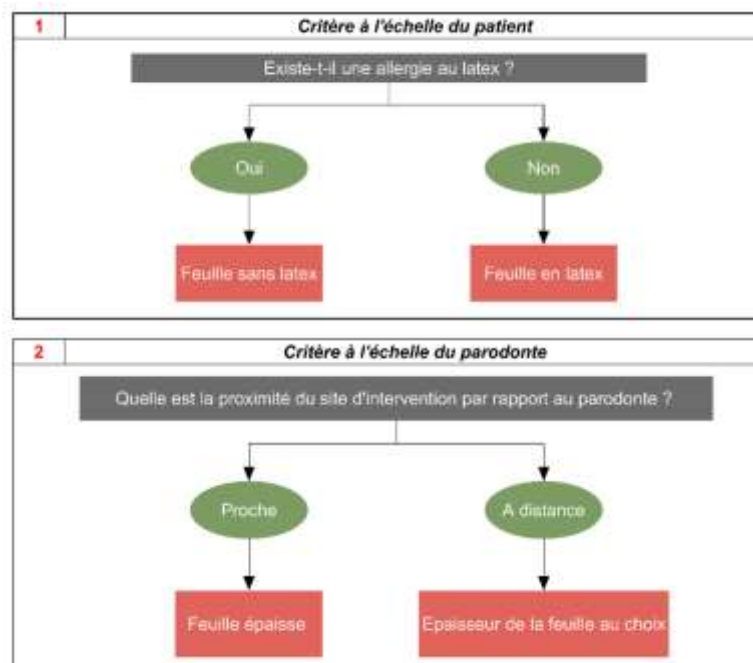 1 Critère à l'échelle du patient
Existe-t-il une allergie au latex ?
Oui Non
Feuille sans latex Feuille en latex
2 Critère à l'échelle du parodonte
Quelle est la proximité du site d'intervention par rapport au parodonte ?
Proche A distance
Feuille épaisse Epaisseur de la feuille au choix